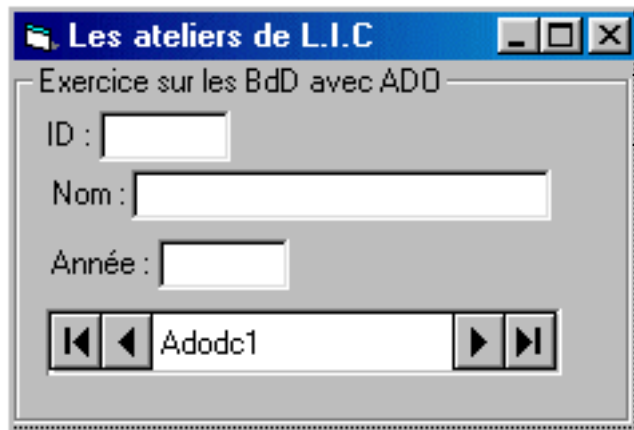 Les ateliers de L.I.C
Exercice sur les BdD avec ADO
ID :
Nom :
Année :
Adodc1